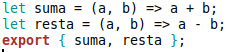 let suma = (a, b) => a + b;
let resta = (a, b) => a - b;
export { suma, resta };